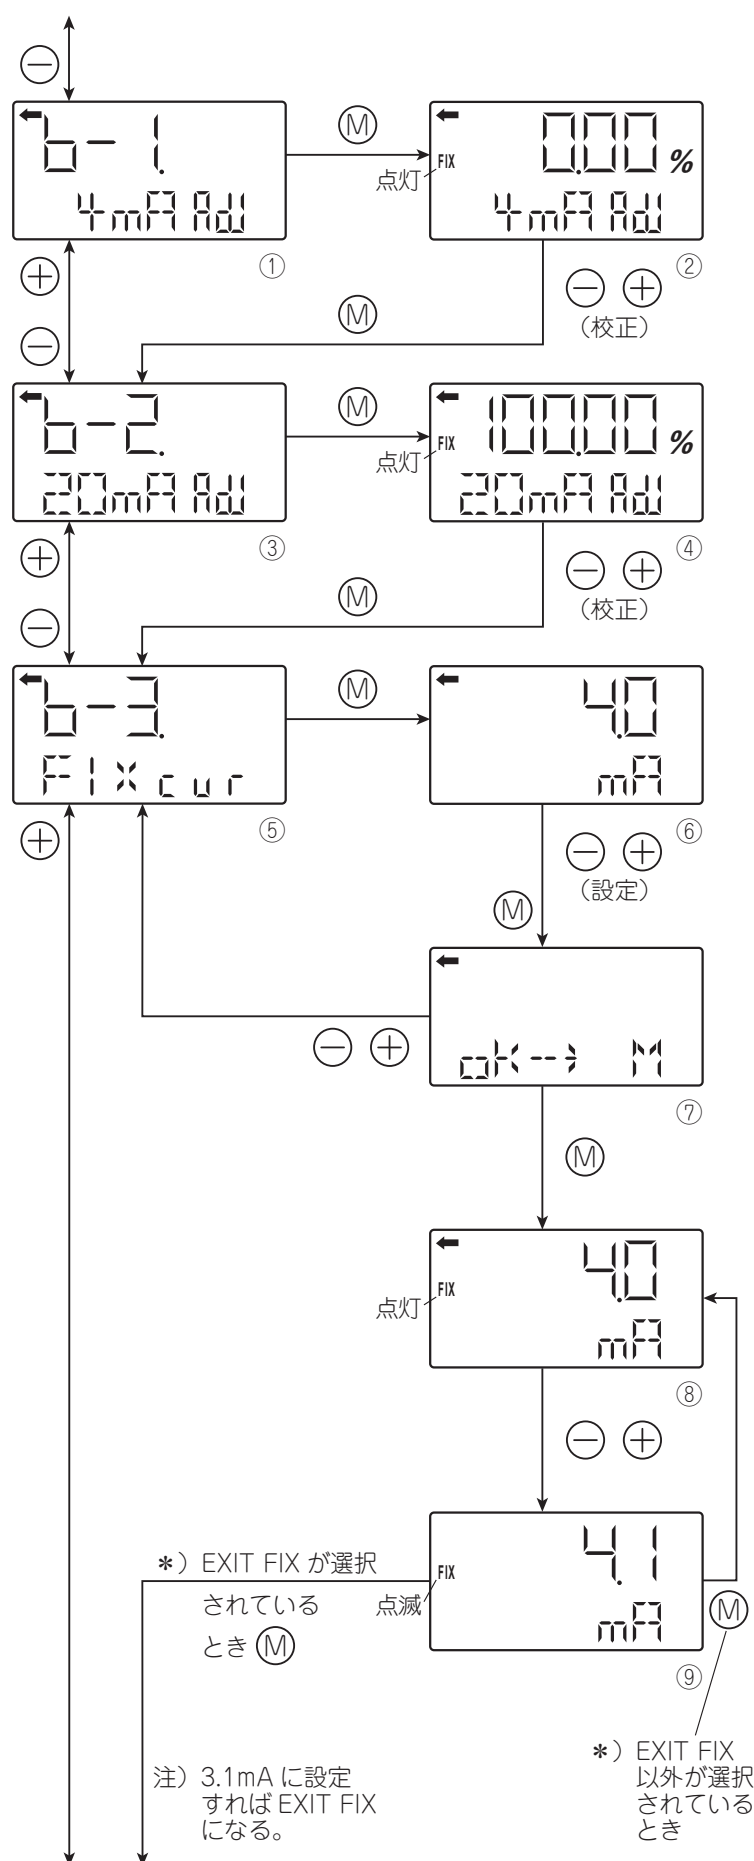 ⊖
← b-1. Ⓜ ← 0.00 %
FIX
点灯
4mA Adj 4mA Adj
① ②
⊕ ⊖ ⊕
Ⓜ (校正)
⊖
← b-2. Ⓜ ← 100.00 %
FIX
点灯
20mA Adj 20mA Adj
③ ④
⊕ ⊖ ⊕
Ⓜ (校正)
⊖
← b-3. Ⓜ ← 4.0
FIX cur mA
⑤ ⑥
⊕ ⊖ ⊕
(設定)
Ⓜ
←
⊖ ⊕ ok--→ M
⑦
Ⓜ
← 4.0
FIX
点灯
mA
⑧
⊖ ⊕
4.1
FIX
点滅
mA
⑨
*)EXIT FIX が選択
されている
とき Ⓜ
Ⓜ
*)EXIT FIX
以外が選択
されている
とき
注)3.1mA に設定
すれば EXIT FIX
になる。